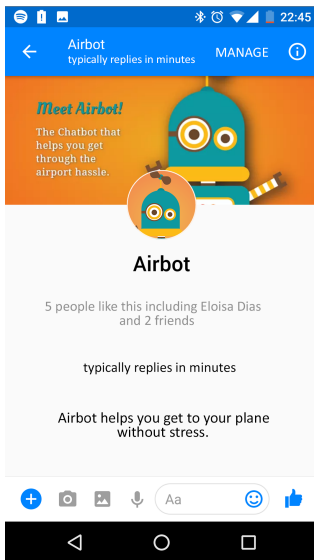 22:45
Airbot
MANAGE
typically replies in minutes
Meet Airbot!
The Chatbot that
helps you get
through the
airport hassle.
Airbot
5 people like this including Eloisa Dias
and 2 friends
typically replies in minutes
Airbot helps you get to your plane
without stress.
Aa